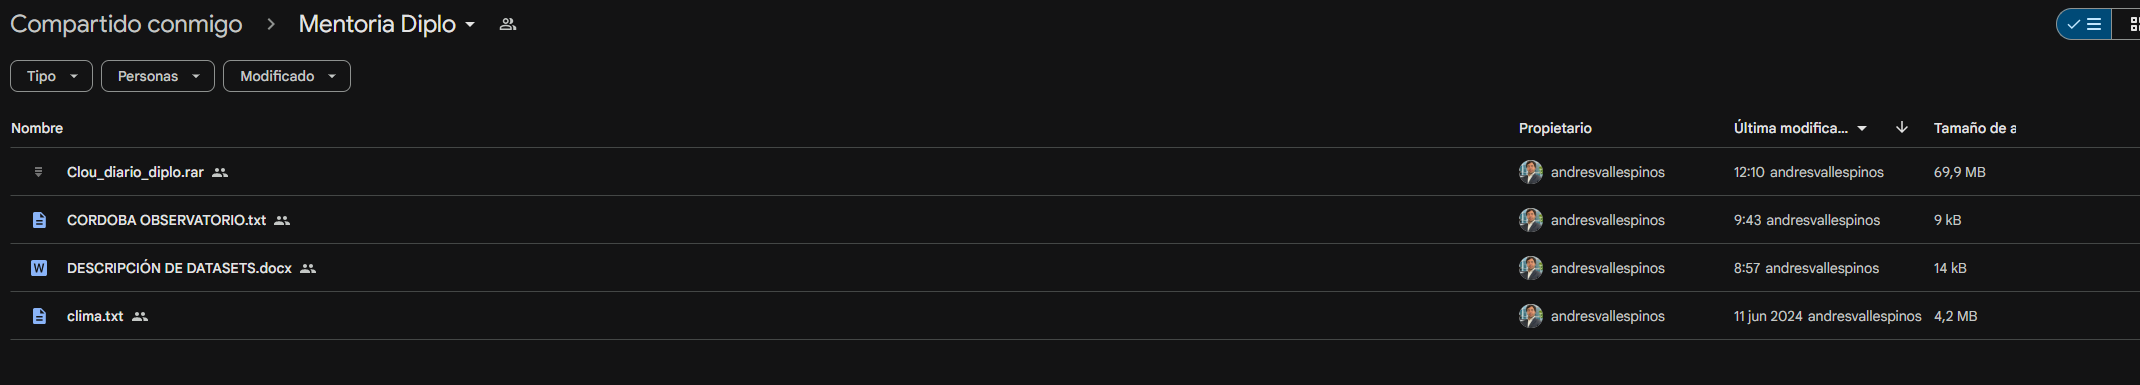 Compartido conmigo > Mentoria Diplo
Tipo Personas Modificado
Nombre Propietario Última modifica... Tamaño de a
Clou_diario_diplo.rar andresvallespinos 12:10 andresvallespinos 69,9 MB
CORDOBA OBSERVATORIO.txt andresvallespinos 9:43 andresvallespinos 9 kB
W DESCRIPCIÓN DE DATASETS.docx andresvallespinos 8:57 andresvallespinos 14 kB
clima.txt andresvallespinos 11 jun 2024 andresvallespinos 4,2 MB